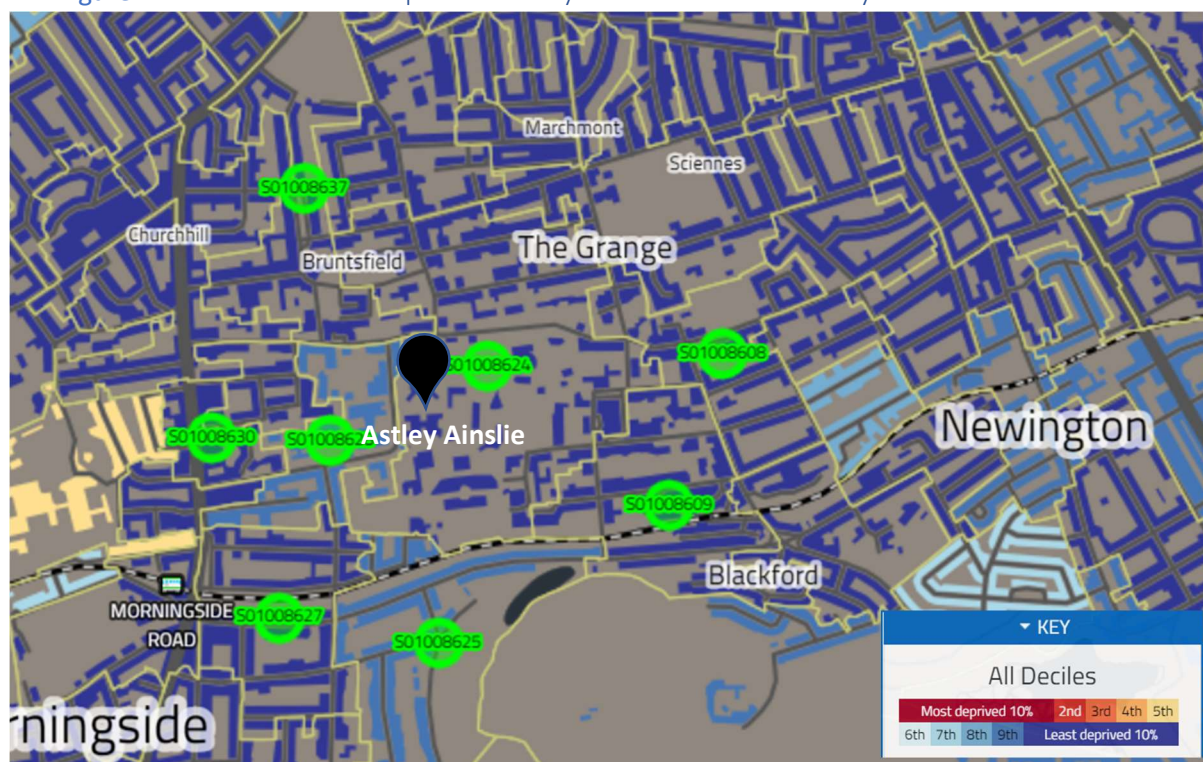 Marchmont
Sciennes
S01008637
Churchhill
Bruntsfield
The Grange
S01008608
S01008624
Newington
S01008630
Astley Ainslie
S01008609
Blackford
MORNINGSIDE
ROAD
S01008627
S01008625
rningside
KEY
All Deciles
Most deprived 10% 2nd 3rd 4th 5th
6th 7th 8th 9th Least deprived 10%